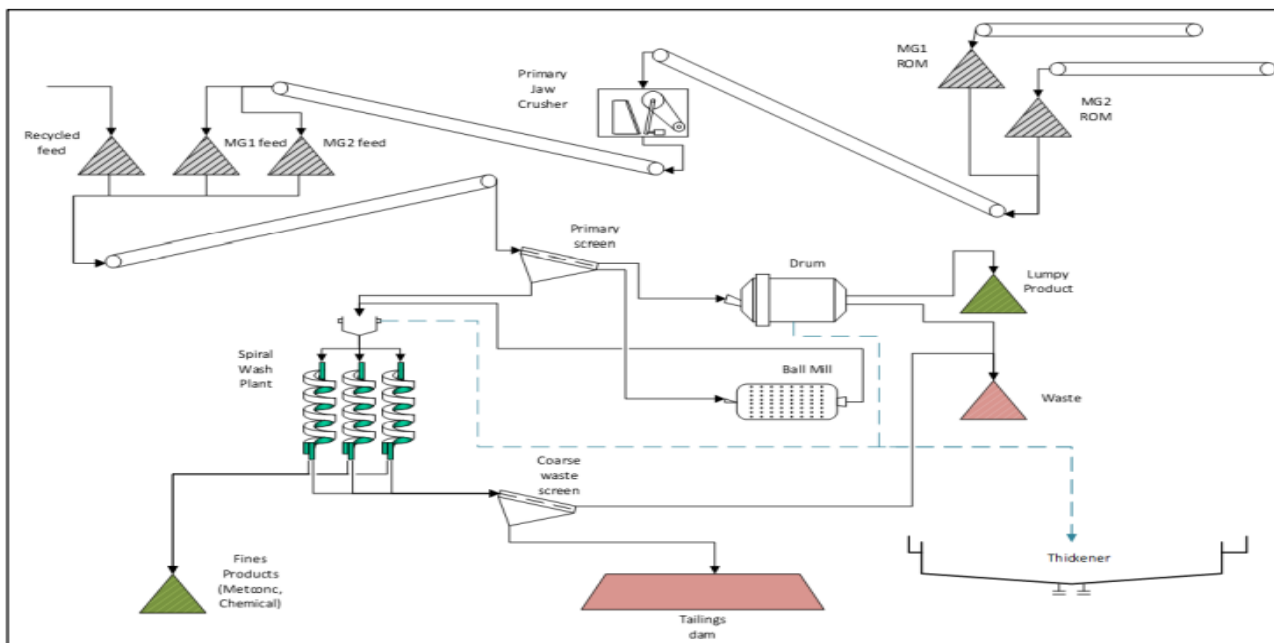 MG1
ROM
MG2
ROM
Primary
Jaw
Crusher
Recycled
feed
MG1 feed
MG2 feed
Primary
screen
Drum
Lumpy
Product
Spiral
Wash
Plant
Ball Mill
Waste
Coarse
waste
screen
Fines
Products
(Metconc,
Chemical)
Thickener
Tailings
dam